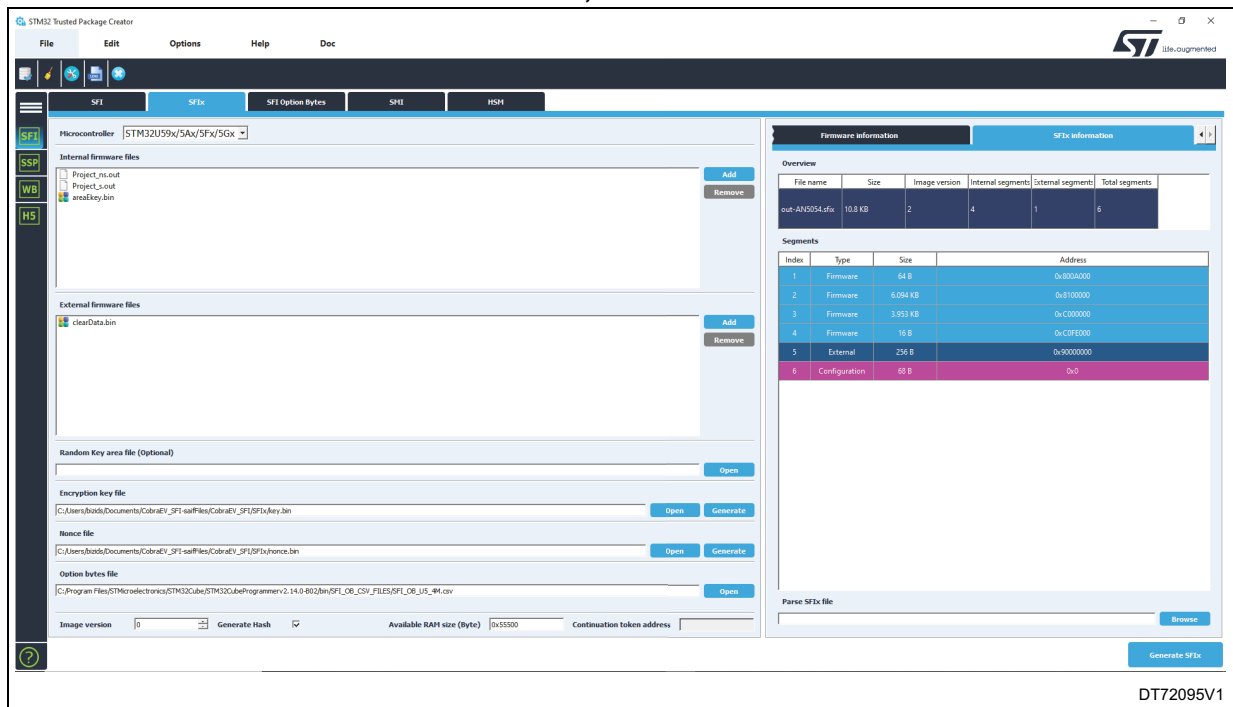 STM32 Trusted Package Creator
File Edit Options Help Doc
life.augmented
SFI SFIx SFI Option Bytes SMI HSM
SFI
SSP
WB
H5
Microcontroller STM32U59x/5Ax/5Fx/5Gx
Internal firmware files
Project_ns.out
Project_s.out
areaEkey.bin
Add
Remove
External firmware files
clearData.bin
Add
Remove
Random Key area file (Optional)
Open
Encryption key file
C:/Users/bizids/Documents/CobraEV_SFI-saifFiles/CobraEV_SFI/SFIx/key.bin Open Generate
Nonce file
C:/Users/bizids/Documents/CobraEV_SFI-saifFiles/CobraEV_SFI/SFIx/nonce.bin Open Generate
Option bytes file
C:/Program Files/STMicroelectronics/STM32Cube/STM32CubeProgrammerv2.14.0-B02/bin/SFI_OB_CSV_FILES/SFI_OB_U5_4M.csv Open
Image version 0 Generate Hash Available RAM size (Byte) 0x55500 Continuation token address
Firmware information SFIx information
Overview
File name Size Image version Internal segments External segments Total segments
out-AN5054.sfix 10.8 KB 2 4 1 6
Segments
Index Type Size Address
1 Firmware 64 B 0x800A000
2 Firmware 6.094 KB 0x8100000
3 Firmware 3.953 KB 0xC000000
4 Firmware 16 B 0xC0FE000
5 External 256 B 0x90000000
6 Configuration 68 B 0x0
Parse SFIx file
Browse
Generate SFIx
?
DT72095V1